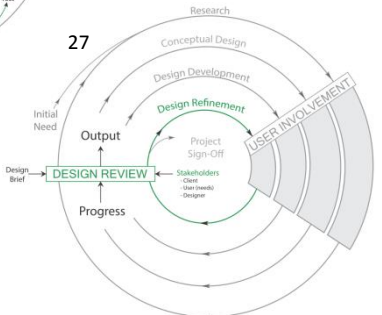 Research
27
Conceptual Design
Design Development
Design Refinement
Initial
Need
Output
Project
Sign-Off
USER INVOLVEMENT
Design
Brief
DESIGN REVIEW
Stakeholders
- Client
- User (needs)
- Designer
Progress